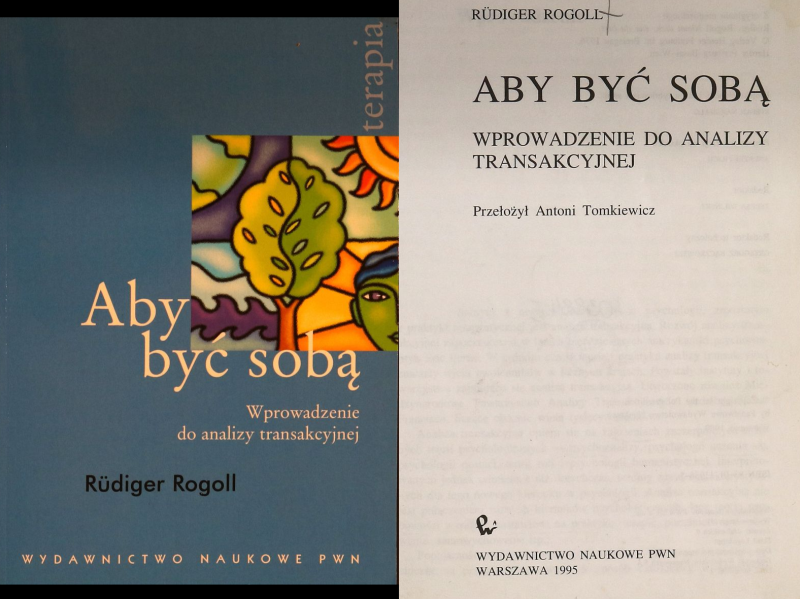 terapia
Aby
być sobą
Wprowadzenie
do analizy transakcyjnej
Rüdiger Rogoll
WYDAWNICTWO NAUKOWE PWN
RÜDIGER ROGOLL
ABY BYĆ SOBĄ
WPROWADZENIE DO ANALIZY
TRANSAKCYJNEJ
Przełożył Antoni Tomkiewicz
WYDAWNICTWO NAUKOWE PWN
WARSZAWA 1995